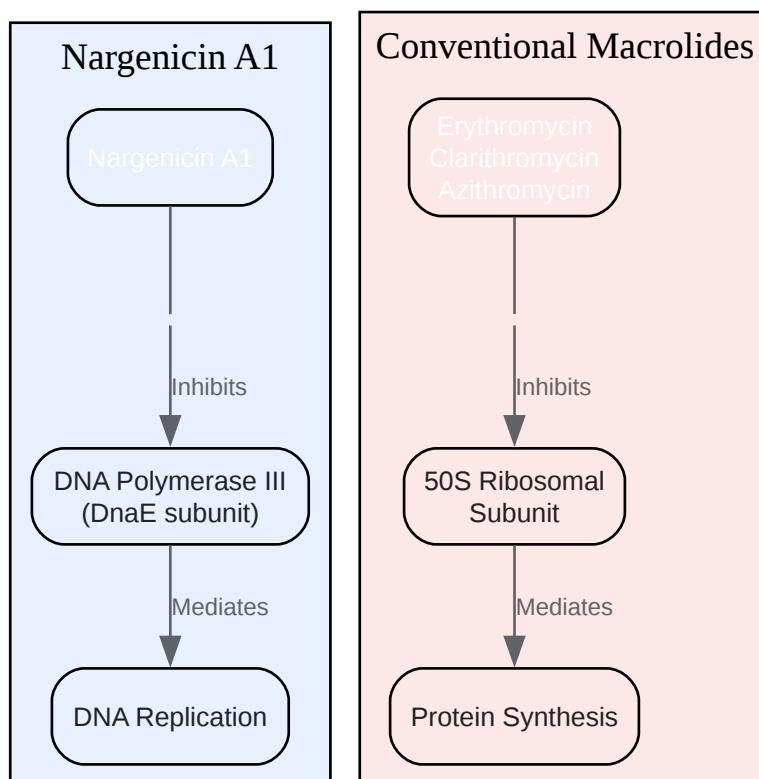 Nargenicin A1
Nargenicin A1
Inhibits
DNA Polymerase III
(DnaE subunit)
Mediates
DNA Replication
Conventional Macrolides
Erythromycin
Clarithromycin
Azithromycin
Inhibits
50S Ribosomal
Subunit
Mediates
Protein Synthesis